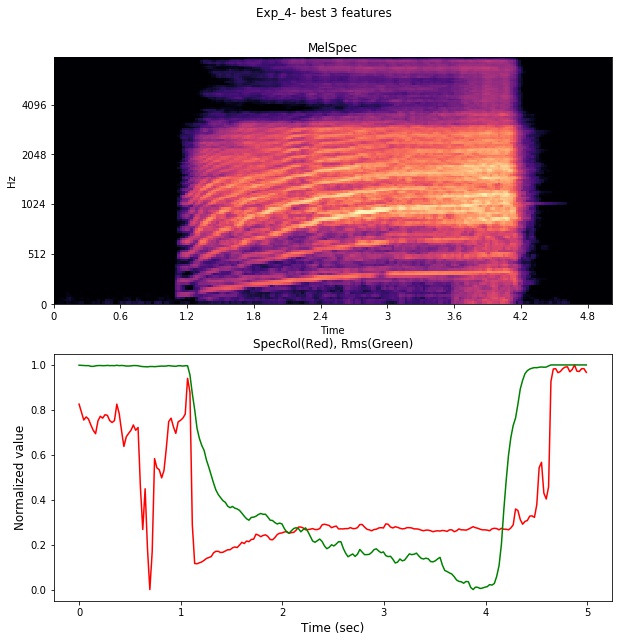 Exp_4- best 3 features
MelSpec
4096
2048
1024
512
0
Hz
0 0.6 1.2 1.8 2.4 3 3.6 4.2 4.8
Time
SpecRol(Red), Rms(Green)
1.0
0.8
0.6
0.4
0.2
0.0
Normalized value
0 1 2 3 4 5
Time (sec)